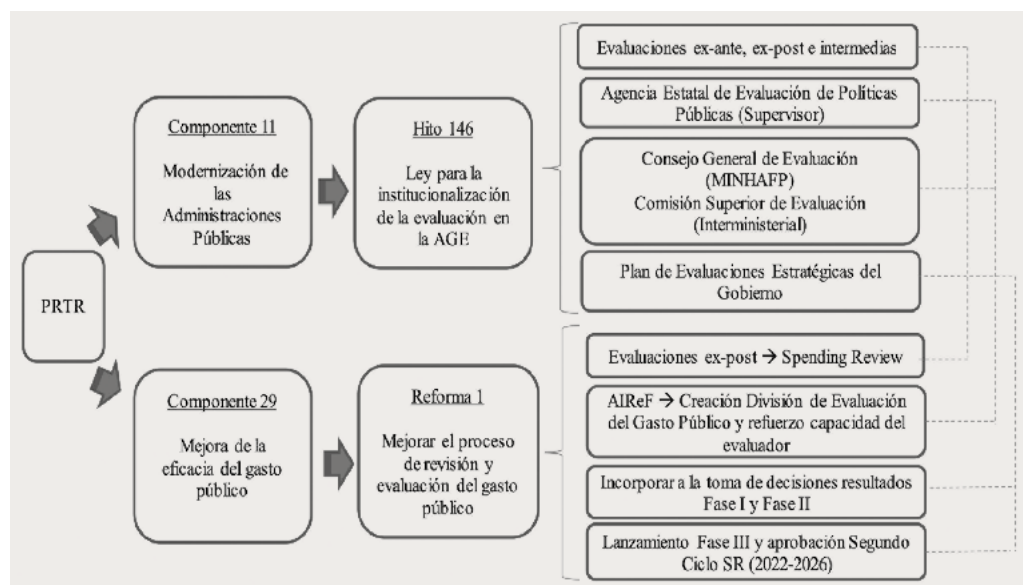 PRTR
Componente 11
Modernización de
las
Administraciones
Públicas
Hito 146
Ley para la
institucionalización
de la evaluación en
la AGE
Evaluaciones ex-ante, ex-post e intermedias
Agencia Estatal de Evaluación de Políticas
Públicas (Supervisor)
Consejo General de Evaluación
(MINHAFP)
Comisión Superior de Evaluación
(Interministerial)
Plan de Evaluaciones Estratégicas del
Gobierno
Componente 29
Mejora de la
eficacia del gasto
público
Reforma 1
Mejorar el proceso
de revisión y
evaluación del gasto
público
Evaluaciones ex-post → Spending Review
AIReF → Creación División de Evaluación
del Gasto Público y refuerzo capacidad del
evaluador
Incorporar a la toma de decisiones resultados
Fase I y Fase II
Lanzamiento Fase III y aprobación Segundo
Ciclo SR (2022-2026)